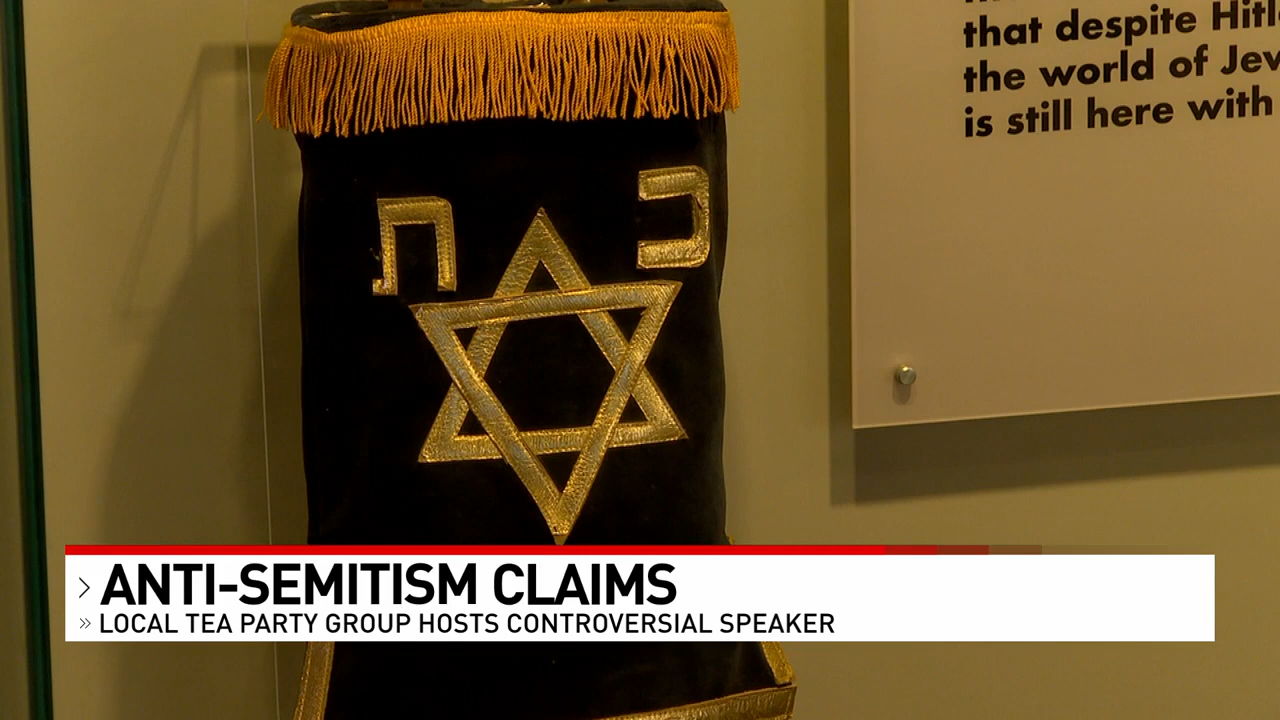 כ ת
that despite Hitl
the world of Jew
is still here with
ANTI-SEMITISM CLAIMS
LOCAL TEA PARTY GROUP HOSTS CONTROVERSIAL SPEAKER